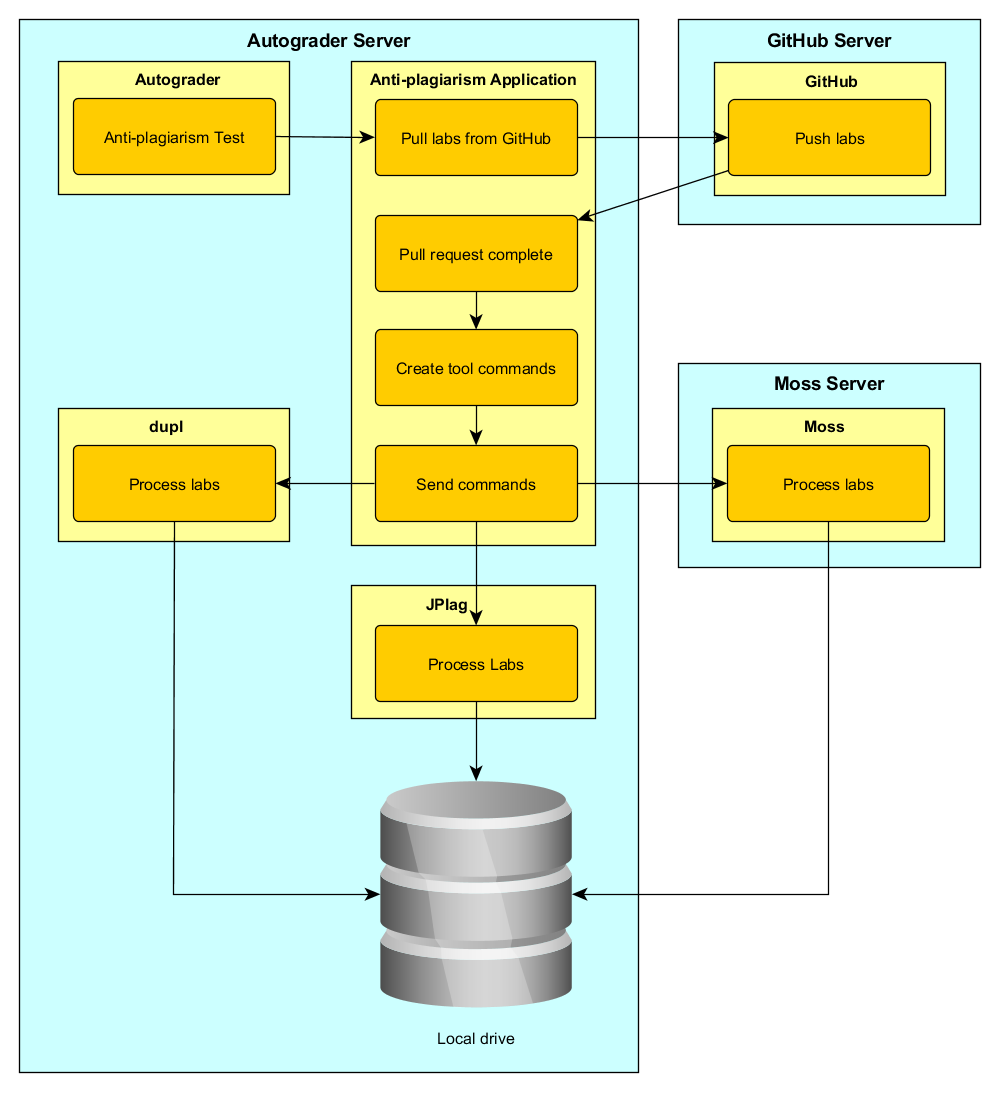 Autograder Server
GitHub Server
Autograder
Anti-plagiarism Application
GitHub
Anti-plagiarism Test
Pull labs from GitHub
Push labs
Pull request complete
Create tool commands
Moss Server
dupl
Moss
Process labs
Send commands
Process labs
JPlag
Process Labs
Local drive